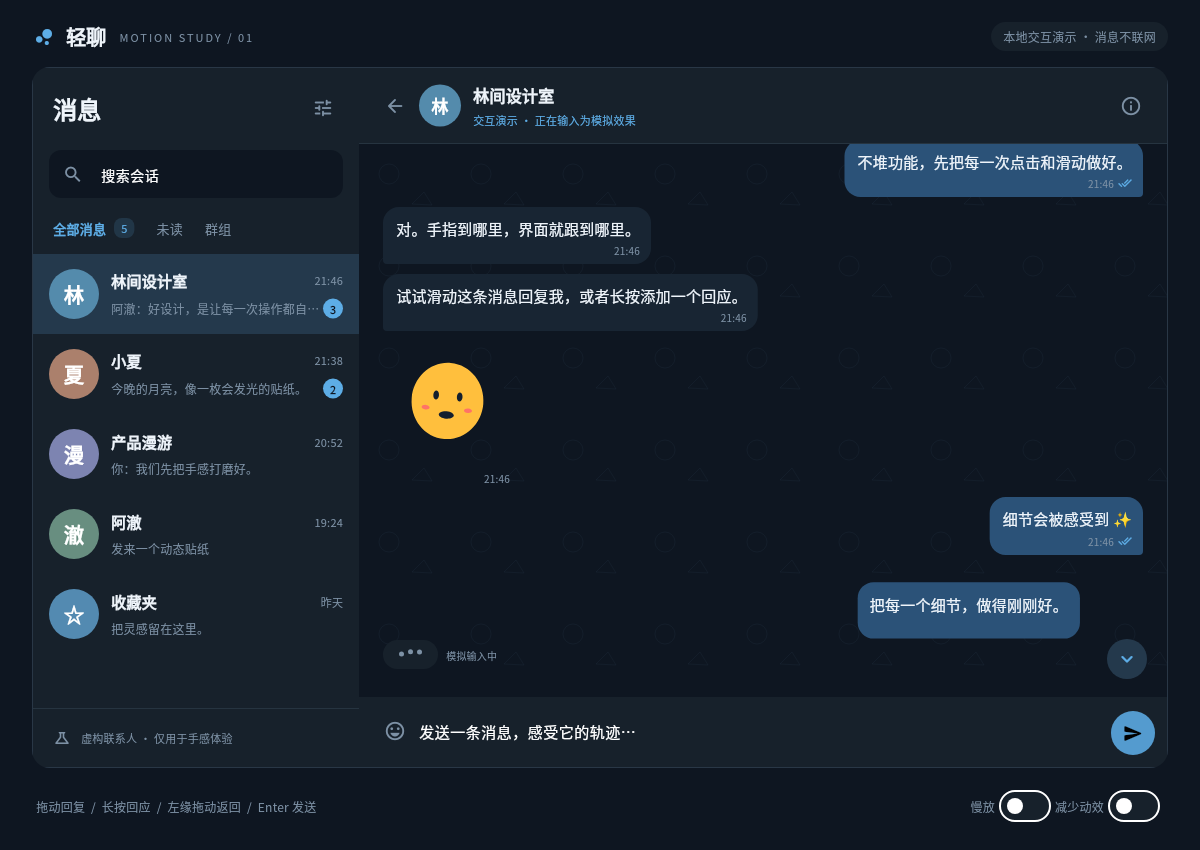 轻聊 MOTION STUDY / 01
本地交互演示 · 消息不联网
消息
搜索会话
全部消息 5 未读 群组
林间设计室 21:46
阿澈：好设计，是让每一次操作都自… 3
小夏 21:38
今晚的月亮，像一枚会发光的贴纸。 2
产品漫游 20:52
你：我们先把手感打磨好。
阿澈 19:24
发来一个动态贴纸
收藏夹 昨天
把灵感留在这里。
虚构联系人 · 仅用于手感体验
林 夏 漫 澈
林 林间设计室
交互演示 · 正在输入为模拟效果
不堆功能，先把每一次点击和滑动做好。
21:46
对。手指到哪里，界面就跟到哪里。
21:46
试试滑动这条消息回复我，或者长按添加一个回应。
21:46
21:46
细节会被感受到 ✨
21:46
把每一个细节，做得刚刚好。
模拟输入中
发送一条消息，感受它的轨迹…
拖动回复 / 长按回应 / 左缘拖动返回 / Enter 发送
慢放 减少动效